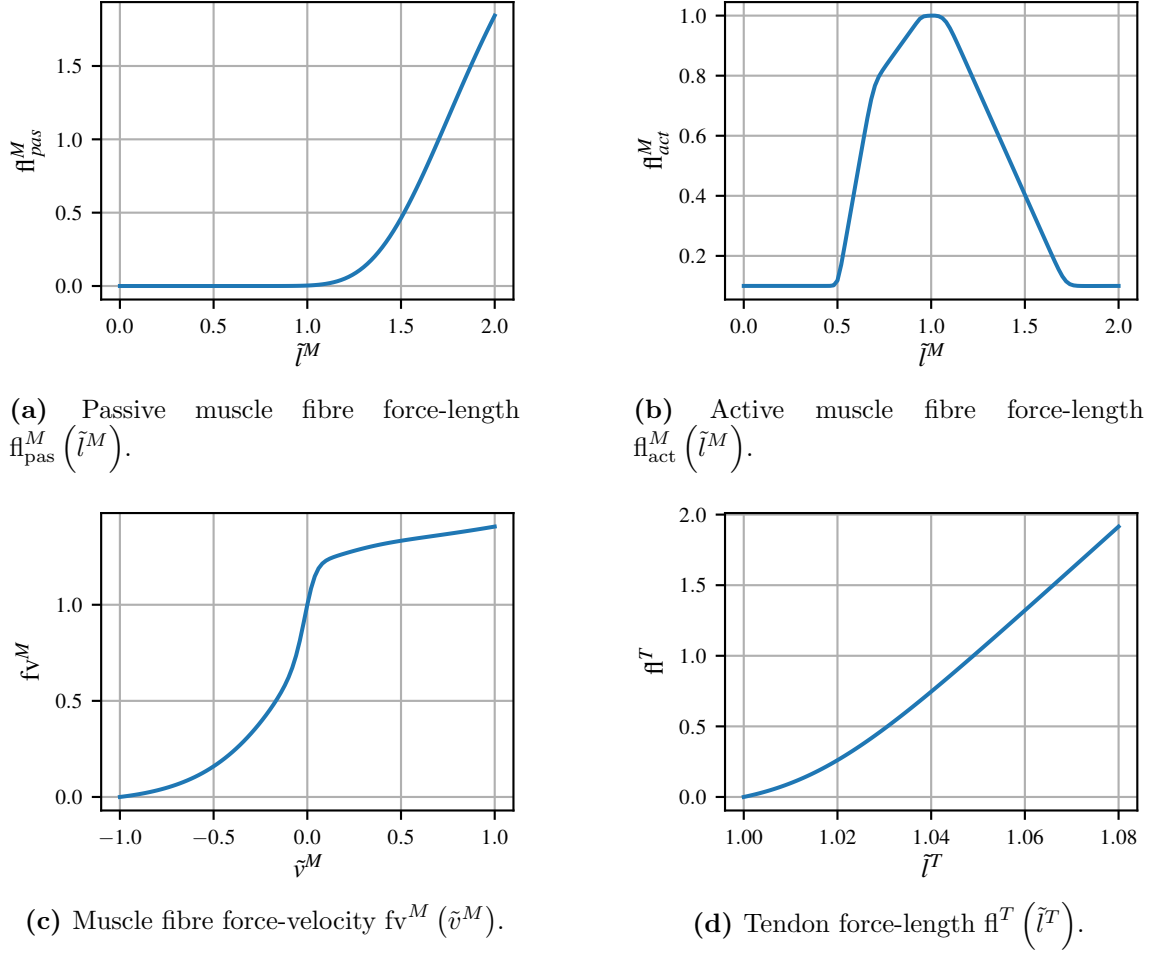 1.5
1.0
0.5
0.0
fl^M_pas
0.0 0.5 1.0 1.5 2.0
l̃^M
(a) Passive muscle fibre force-length
fl^M_pas (l̃^M).
1.0
0.8
0.6
0.4
0.2
fl^M_act
0.0 0.5 1.0 1.5 2.0
l̃^M
(b) Active muscle fibre force-length
fl^M_act (l̃^M).
1.0
0.5
0.0
fv^M
−1.0 −0.5 0.0 0.5 1.0
ṽ^M
(c) Muscle fibre force-velocity fv^M (ṽ^M).
2.0
1.5
1.0
0.5
0.0
fl^T
1.00 1.02 1.04 1.06 1.08
l̃^T
(d) Tendon force-length fl^T (l̃^T).